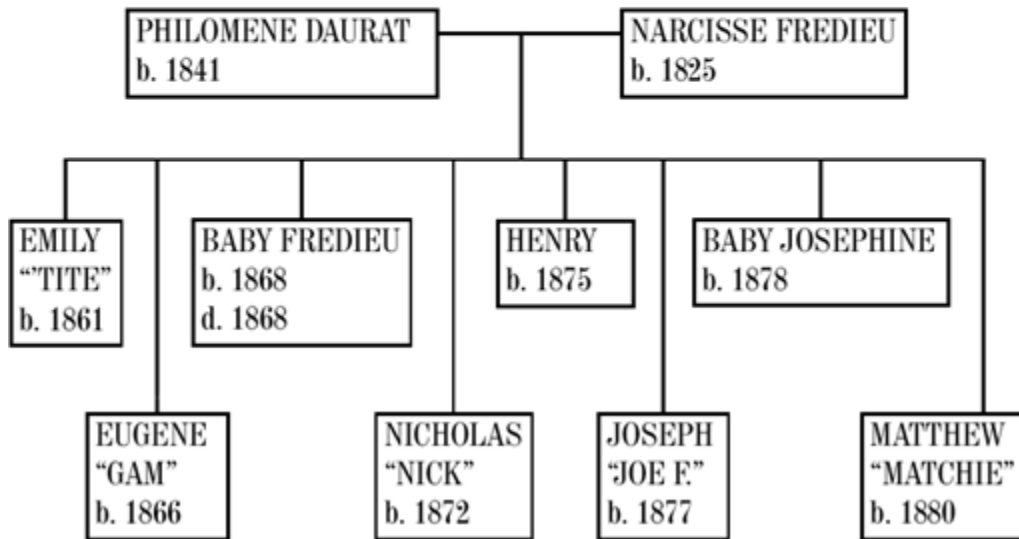 PHILOMENE DAURAT
b. 1841
NARCISSE FREDIEU
b. 1825
EMILY
“’TITE”
b. 1861
BABY FREDIEU
b. 1868
d. 1868
HENRY
b. 1875
BABY JOSEPHINE
b. 1878
EUGENE
“GAM”
b. 1866
NICHOLAS
“NICK”
b. 1872
JOSEPH
“JOE F.”
b. 1877
MATTHEW
“MATCHIE”
b. 1880